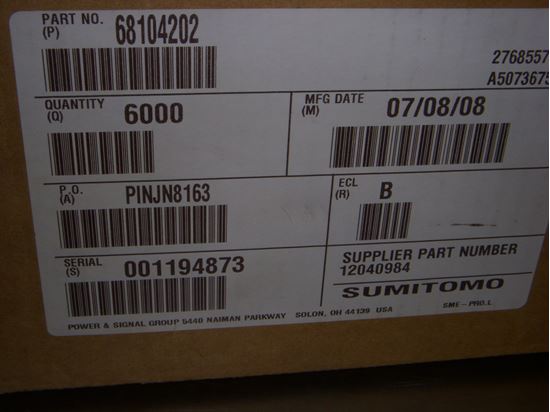 PART NO. 68104202
(P)
2768557
A5073675
QUANTITY 6000
(Q)
MFG DATE 07/08/08
(M)
P.O. PINJN8163
(A)
ECL B
(R)
SERIAL 001194873
(S)
SUPPLIER PART NUMBER
12040984
SUMITOMO
POWER & SIGNAL GROUP 5440 NAIMAN PARKWAY SOLON, OH 44139 USA
SME-PRO.L